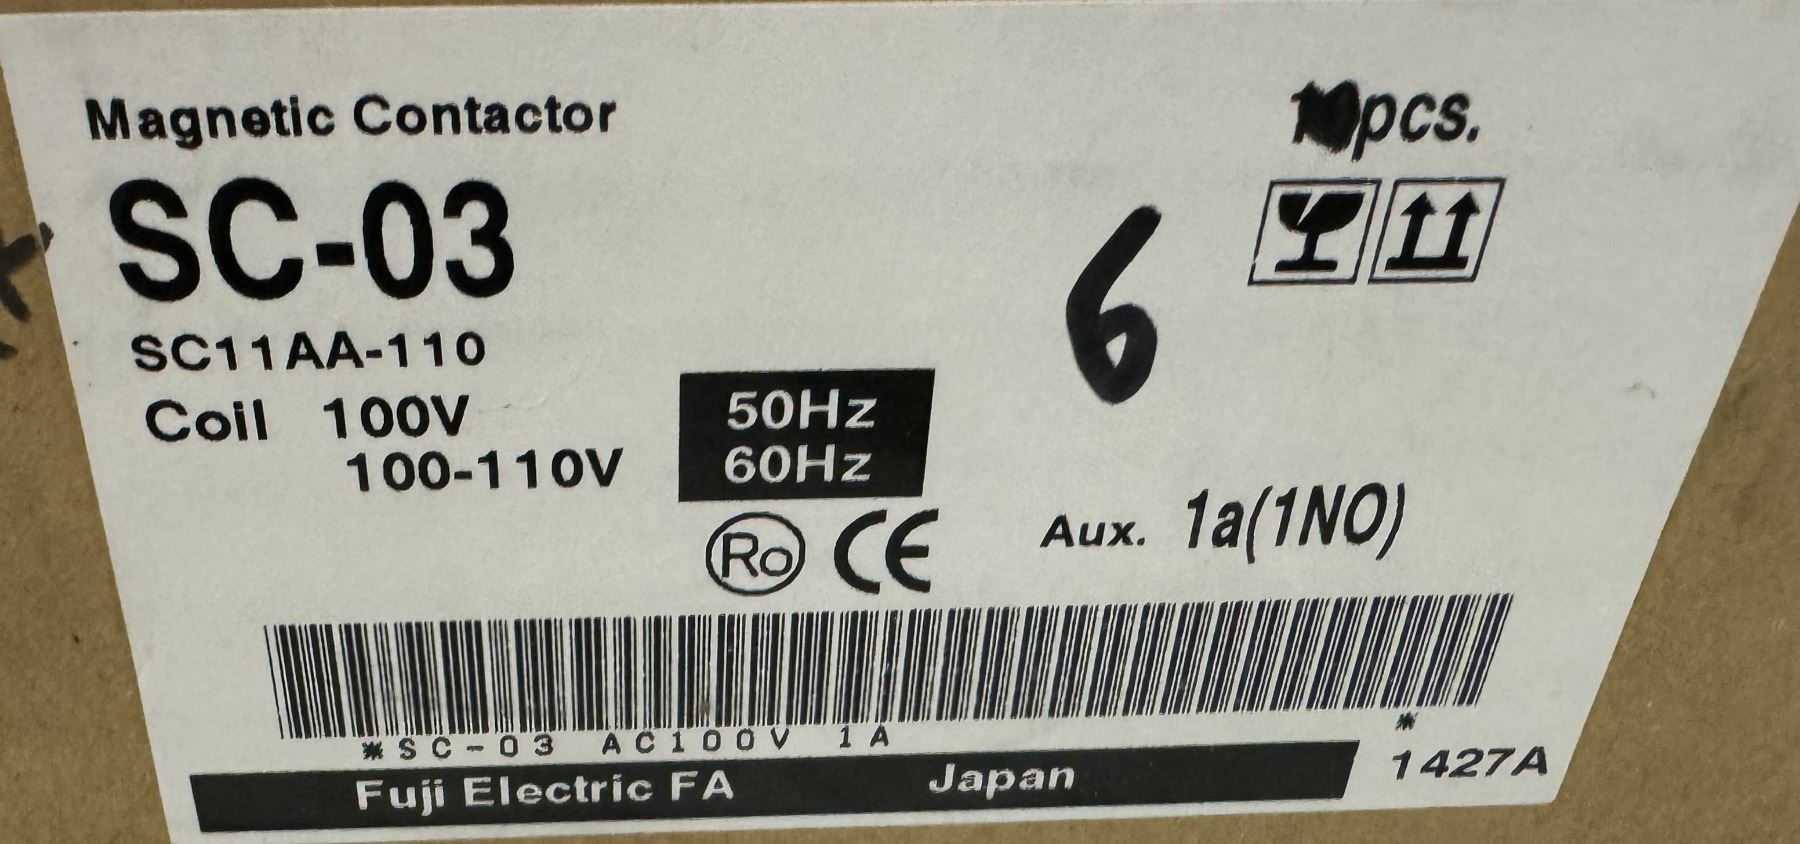 Magnetic Contactor
pcs.
SC-03
6
SC11AA-110
Coil 100V 50Hz
100-110V 60Hz
Ro CE
Aux. 1a(1NO)
*SC-03 AC100V 1A *
Fuji Electric FA Japan
1427A